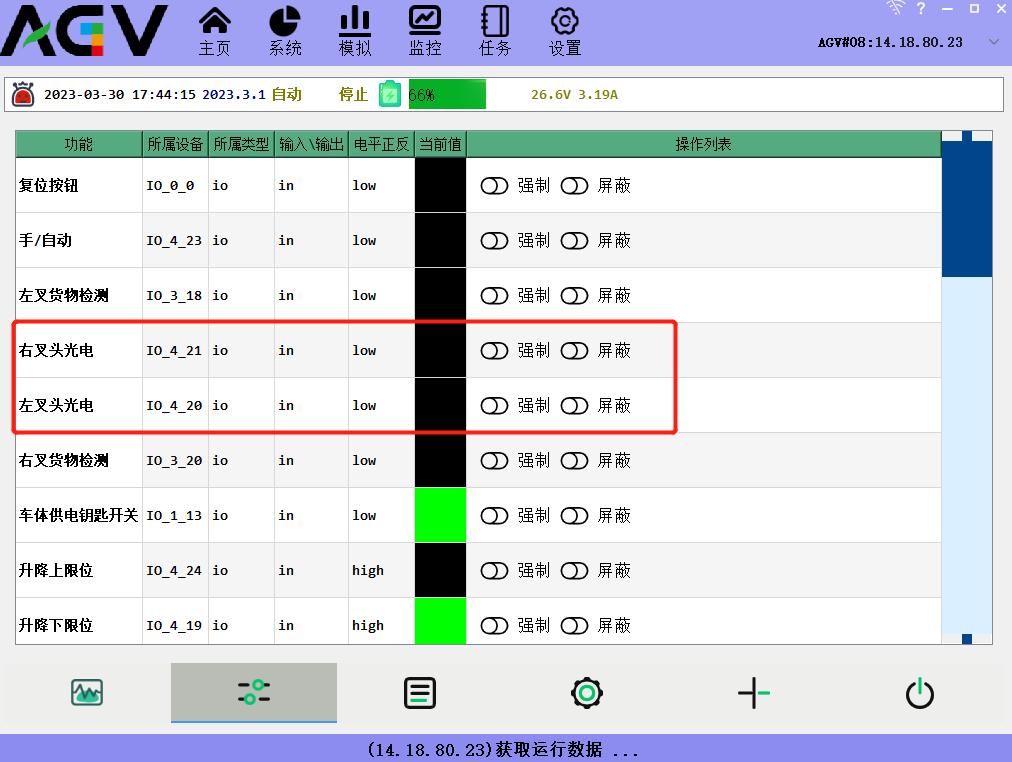 AGV
主页 系统 模拟 监控 任务 设置
?
AGV#08:14.18.80.23
2023-03-30 17:44:15 2023.3.1 自动 停止 66% 26.6V 3.19A
功能 所属设备 所属类型 输入\输出 电平正反 当前值 操作列表
复位按钮 IO_0_0 io in low 强制 屏蔽
手/自动 IO_4_23 io in low 强制 屏蔽
左叉货物检测 IO_3_18 io in low 强制 屏蔽
右叉头光电 IO_4_21 io in low 强制 屏蔽
左叉头光电 IO_4_20 io in low 强制 屏蔽
右叉货物检测 IO_3_20 io in low 强制 屏蔽
车体供电钥匙开关 IO_1_13 io in low 强制 屏蔽
升降上限位 IO_4_24 io in high 强制 屏蔽
升降下限位 IO_4_19 io in high 强制 屏蔽
(14.18.80.23)获取运行数据 ...